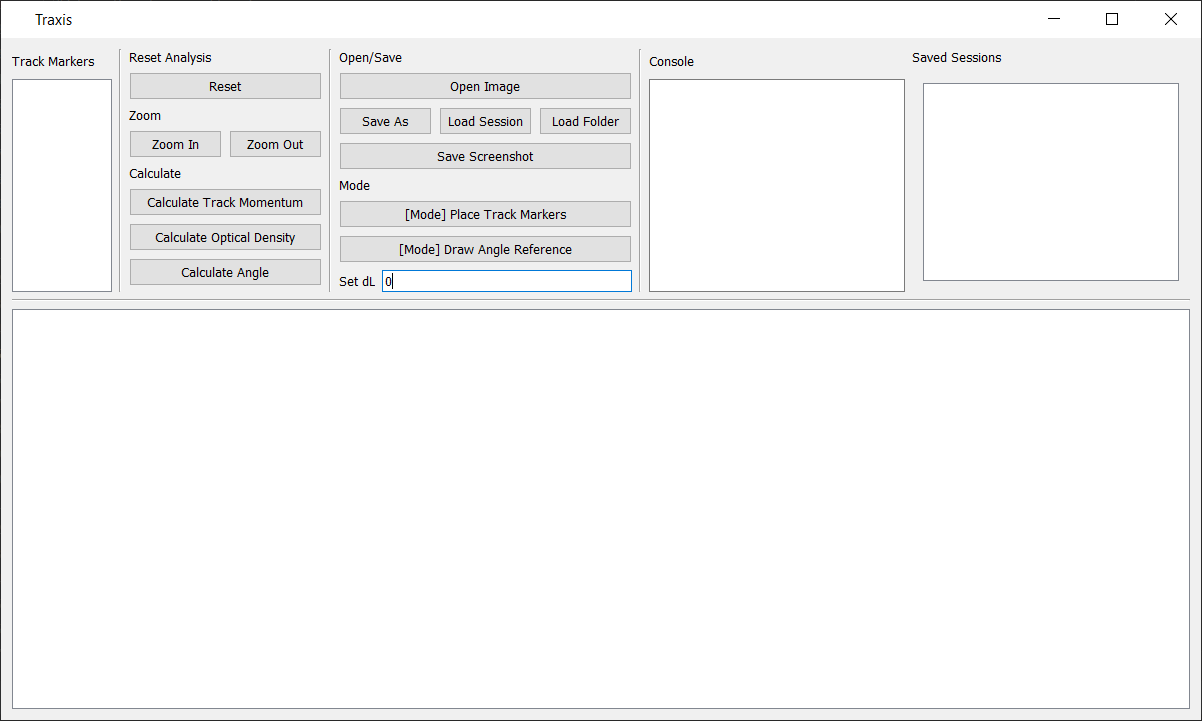 Traxis
Track Markers
Reset Analysis
Reset
Zoom
Zoom In
Zoom Out
Calculate
Calculate Track Momentum
Calculate Optical Density
Calculate Angle
Open/Save
Open Image
Save As
Load Session
Load Folder
Save Screenshot
Mode
[Mode] Place Track Markers
[Mode] Draw Angle Reference
Set dL 0
Console
Saved Sessions